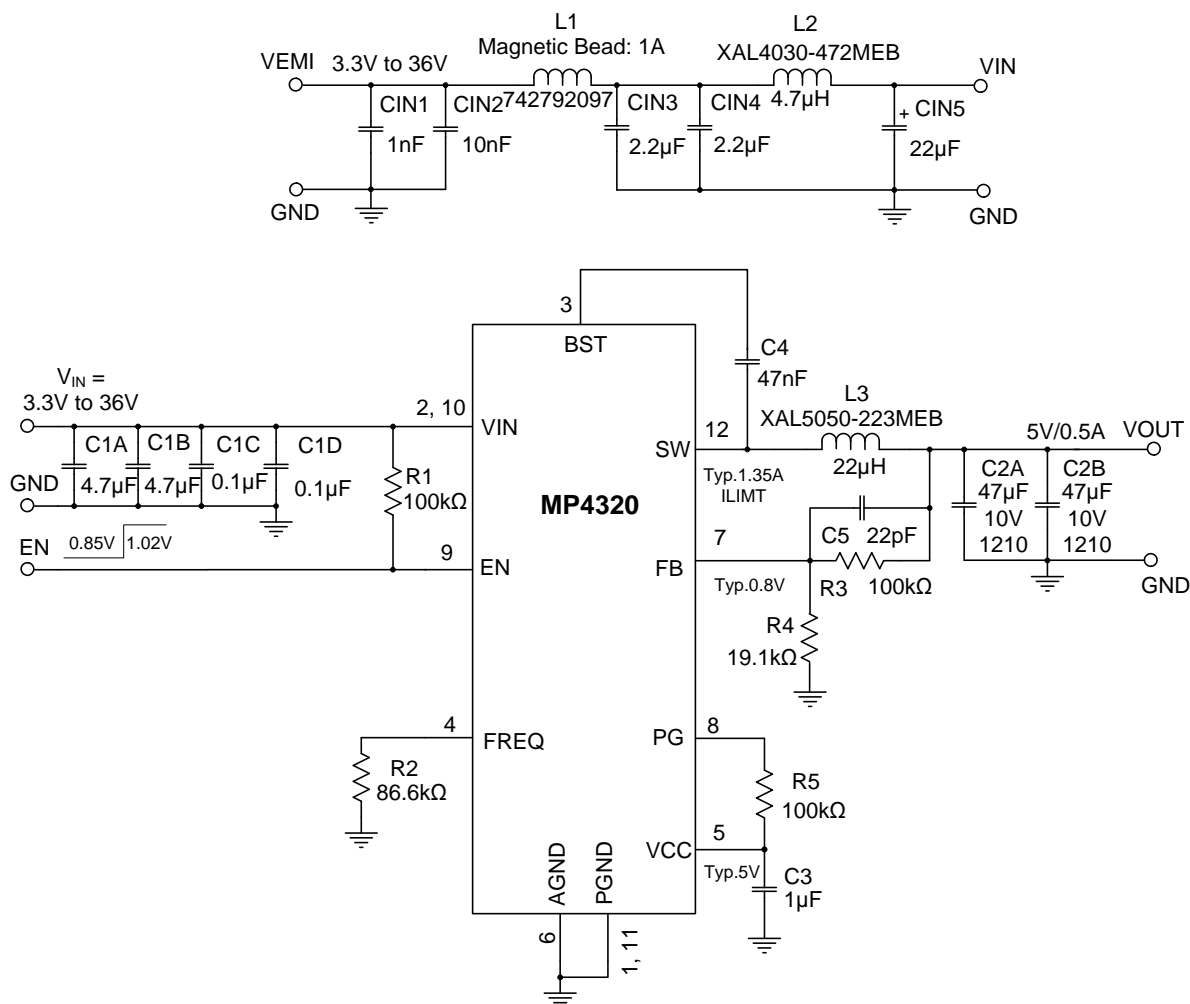 L1
Magnetic Bead: 1A
L2
XAL4030-472MEB
VEMI
3.3V to 36V
VIN
CIN1
CIN2
742792097
CIN3
CIN4
4.7µH
+ CIN5
1nF
10nF
2.2µF
2.2µF
22µF
GND
GND
3
BST
C4
47nF
VIN =
3.3V to 36V
2, 10
VIN
L3
XAL5050-223MEB
12
SW
22µH
5V/0.5A
VOUT
C1A
C1B
C1C
C1D
4.7µF
4.7µF
0.1µF
0.1µF
GND
R1
100kΩ
MP4320
Typ.1.35A
ILIMT
C2A
47µF
10V
1210
C2B
47µF
10V
1210
EN
0.85V
1.02V
9
EN
7
FB
Typ.0.8V
C5
22pF
R3
100kΩ
GND
R4
19.1kΩ
4
FREQ
R2
86.6kΩ
8
PG
R5
100kΩ
5
VCC
Typ.5V
C3
1µF
AGND
PGND
6
1, 11